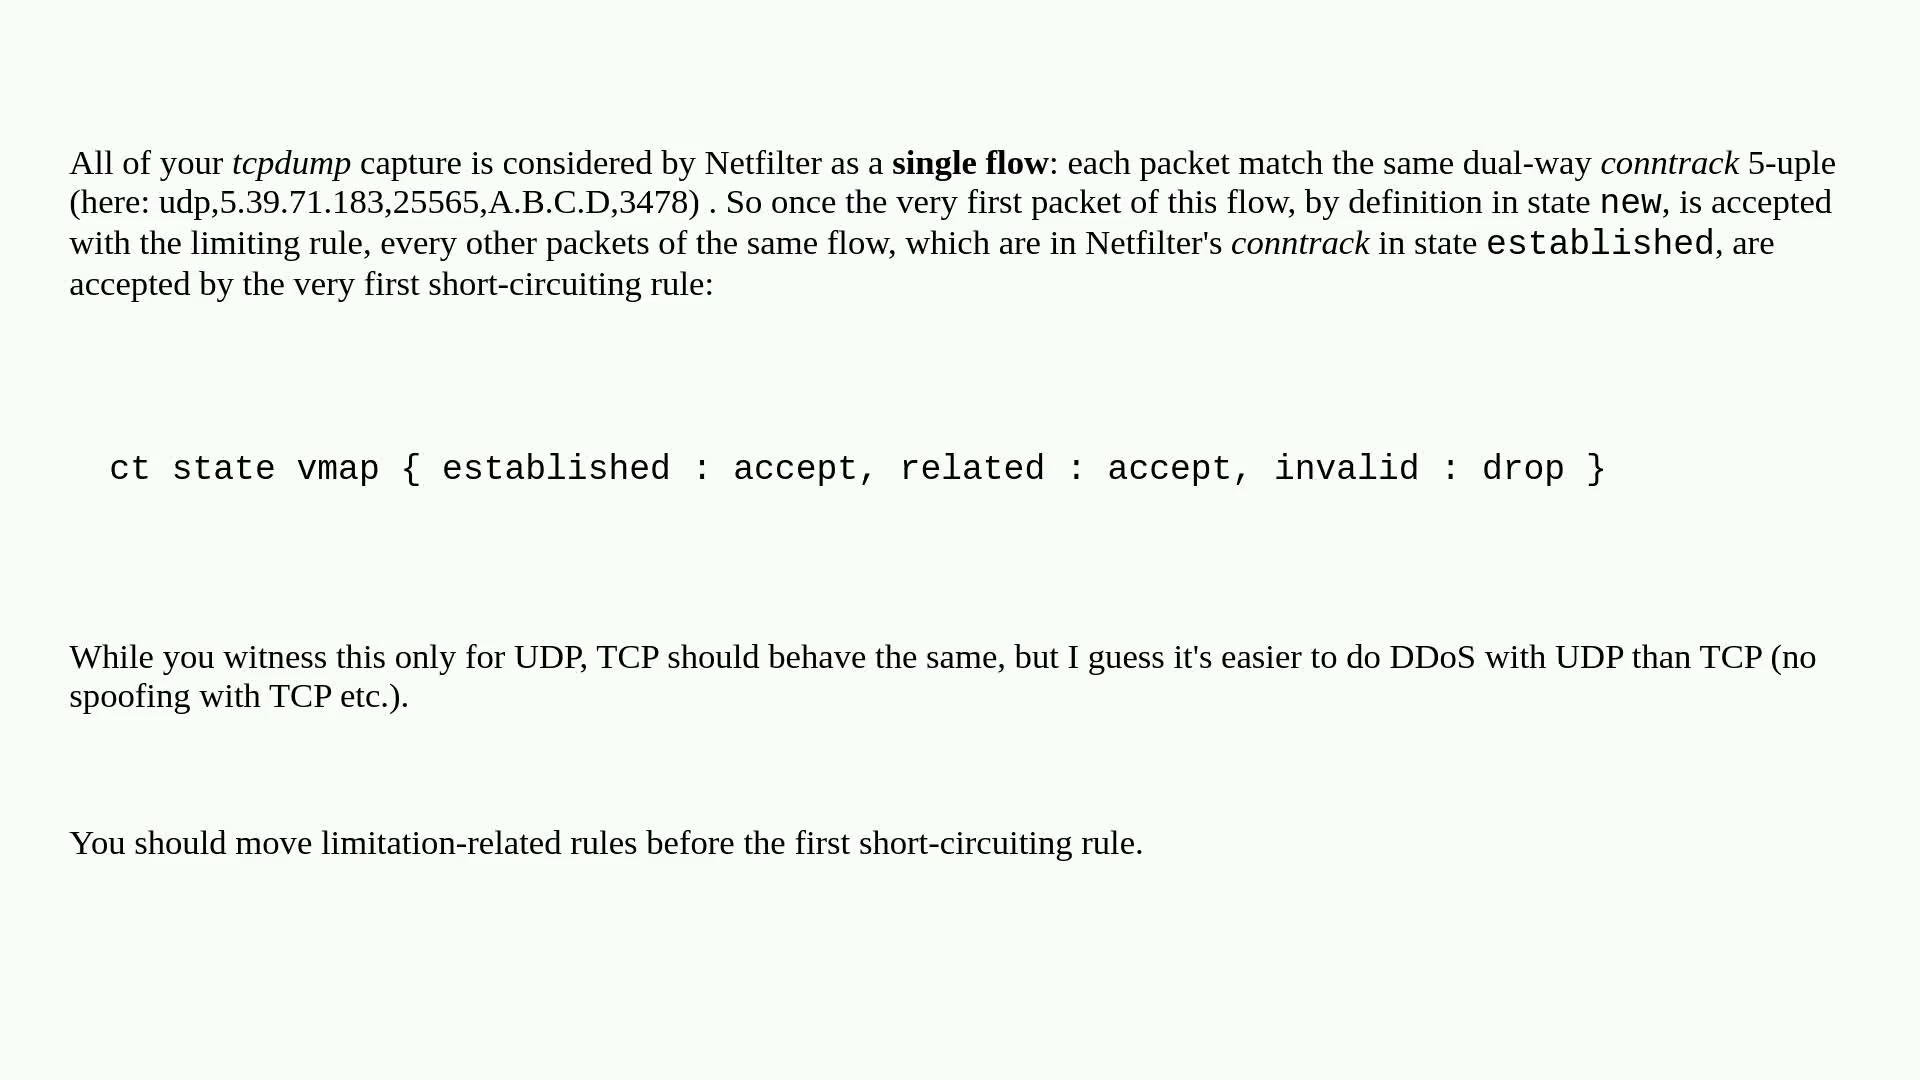 All of your tcpdump capture is considered by Netfilter as a single flow: each packet match the same dual-way conntrack 5-uple
(here: udp,5.39.71.183,25565,A.B.C.D,3478) . So once the very first packet of this flow, by definition in state new, is accepted
with the limiting rule, every other packets of the same flow, which are in Netfilter's conntrack in state established, are
accepted by the very first short-circuiting rule:
ct state vmap { established : accept, related : accept, invalid : drop }
While you witness this only for UDP, TCP should behave the same, but I guess it's easier to do DDoS with UDP than TCP (no
spoofing with TCP etc.).
You should move limitation-related rules before the first short-circuiting rule.